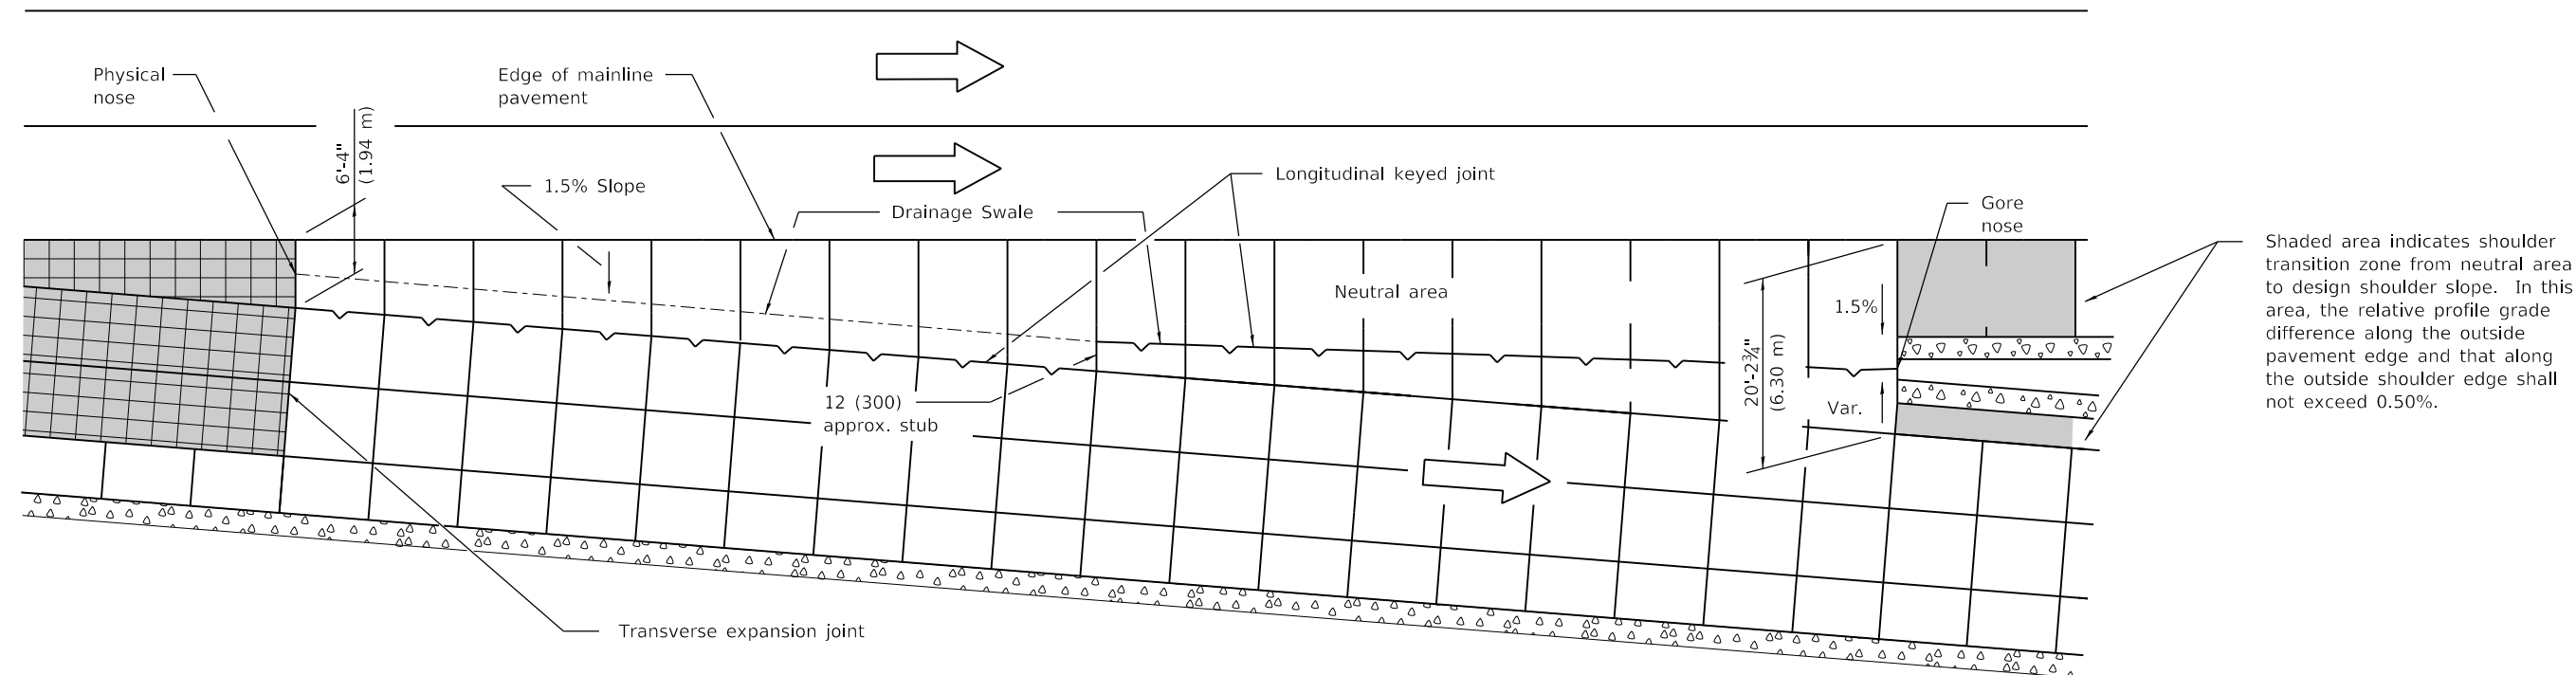 Physical
nose
6'-4"
(1.94 m)
Edge of mainline
pavement
1.5% Slope
Drainage Swale
Longitudinal keyed joint
Gore
nose
Neutral area
1.5%
20'-2¾"
(6.30 m)
Var.
12 (300)
approx. stub
Transverse expansion joint
Shaded area indicates shoulder
transition zone from neutral area
to design shoulder slope. In this
area, the relative profile grade
difference along the outside
pavement edge and that along
the outside shoulder edge shall
not exceed 0.50%.